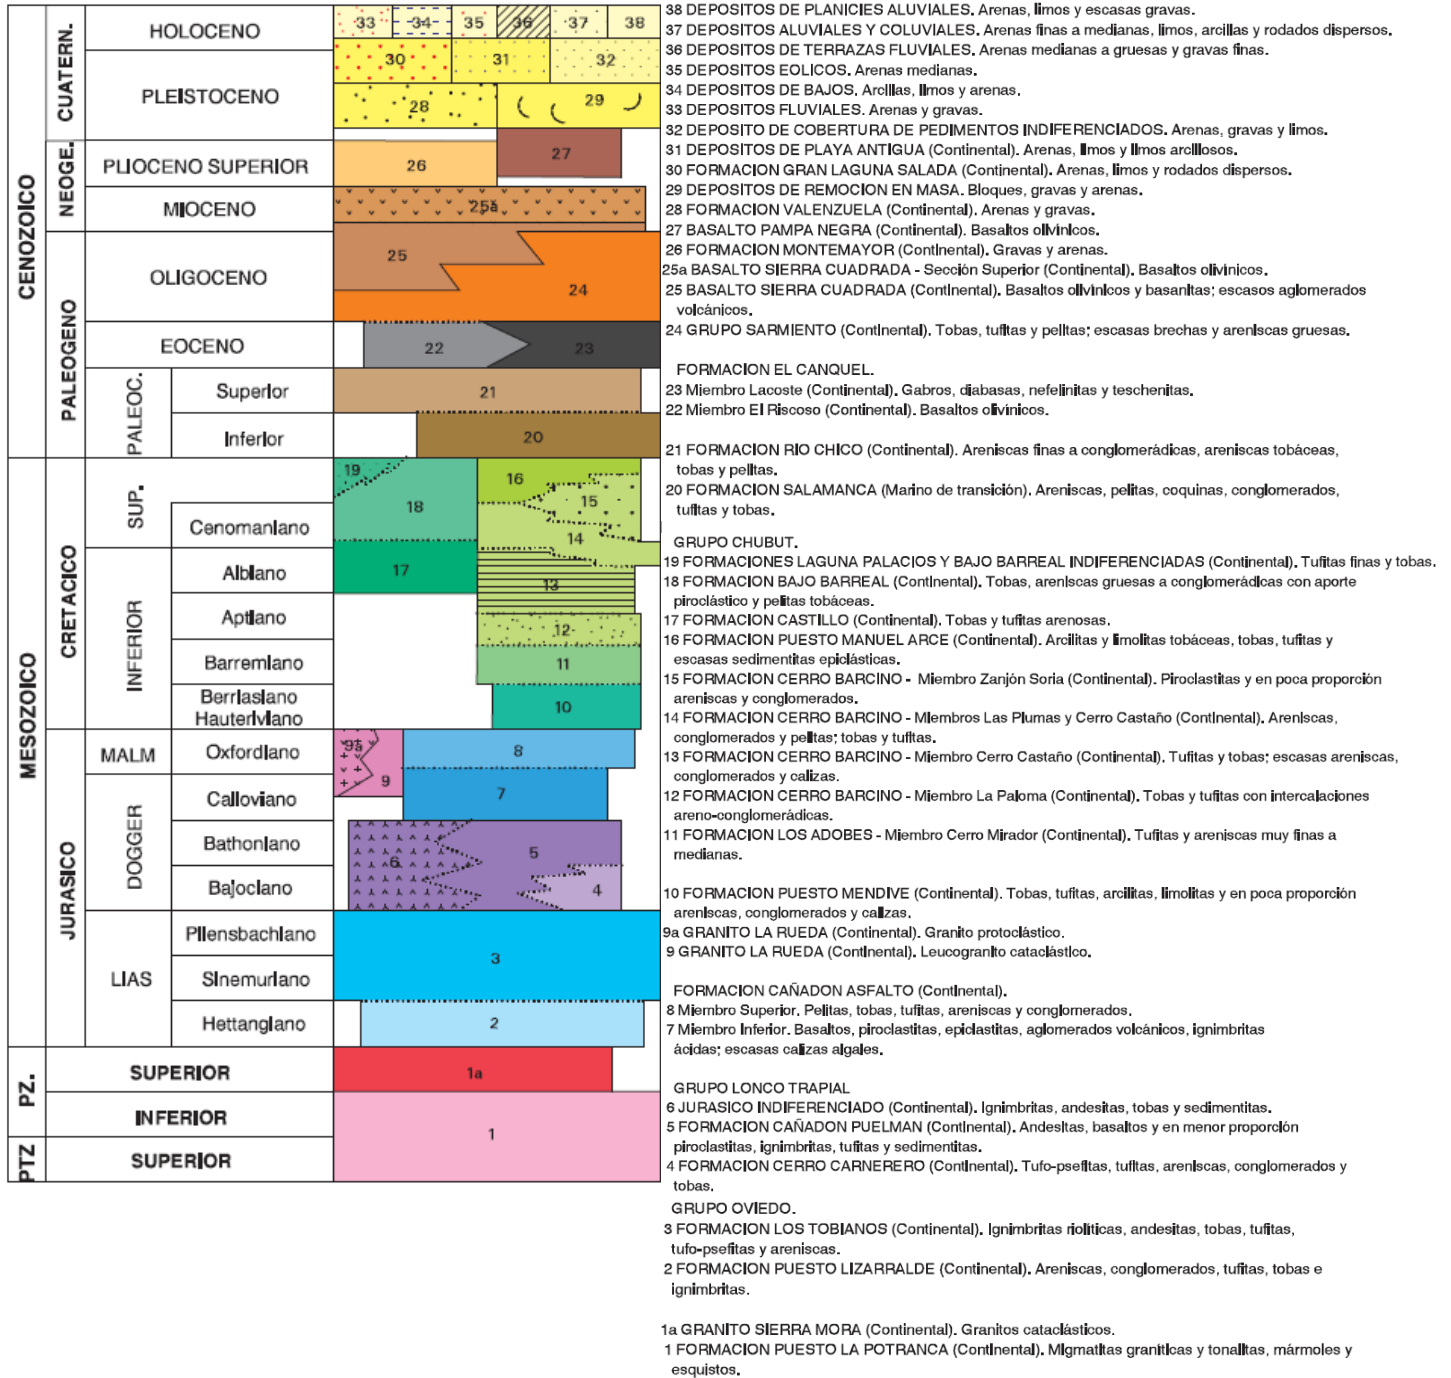 CENOZOICO
CUATERN.
HOLOCENO
PLEISTOCENO
NEOGE.
PLIOCENO SUPERIOR
MIOCENO
PALEOGENO
OLIGOCENO
EOCENO
PALEOC.
Superior
Inferior
MESOZOICO
CRETACICO
SUP.
Cenomaniano
INFERIOR
Albiano
Aptiano
Barremiano
Berriasiano
Hauteriviano
JURASICO
MALM
Oxfordiano
DOGGER
Calloviano
Bathoniano
Bajociano
LIAS
Pliensbachiano
Sinemuriano
Hettangiano
PZ.
SUPERIOR
INFERIOR
PTZ
SUPERIOR
33 34 35 36 37 38
30 31 32
28 29
26 27
25a
25 24
22 23
21
20
19 18 16 15
14
17 13
12
11
10
9a 9 8
7
6 5 4
3
2
1a
1
38 DEPOSITOS DE PLANICIES ALUVIALES. Arenas, limos y escasas gravas.
37 DEPOSITOS ALUVIALES Y COLUVIALES. Arenas finas a medianas, limos, arcillas y rodados dispersos.
36 DEPOSITOS DE TERRAZAS FLUVIALES. Arenas medianas a gruesas y gravas finas.
35 DEPOSITOS EOLICOS. Arenas medianas.
34 DEPOSITOS DE BAJOS. Arcillas, limos y arenas.
33 DEPOSITOS FLUVIALES. Arenas y gravas.
32 DEPOSITO DE COBERTURA DE PEDIMENTOS INDIFERENCIADOS. Arenas, gravas y limos.
31 DEPOSITOS DE PLAYA ANTIGUA (Continental). Arenas, limos y limos arcillosos.
30 FORMACION GRAN LAGUNA SALADA (Continental). Arenas, limos y rodados dispersos.
29 DEPOSITOS DE REMOCION EN MASA. Bloques, gravas y arenas.
28 FORMACION VALENZUELA (Continental). Arenas y gravas.
27 BASALTO PAMPA NEGRA (Continental). Basaltos olivínicos.
26 FORMACION MONTEMAYOR (Continental). Gravas y arenas.
25a BASALTO SIERRA CUADRADA - Sección Superior (Continental). Basaltos olivínicos.
25 BASALTO SIERRA CUADRADA (Continental). Basaltos olivínicos y basanitas; escasos aglomerados
volcánicos.
24 GRUPO SARMIENTO (Continental). Tobas, tufitas y pelitas; escasas brechas y areniscas gruesas.
FORMACION EL CANQUEL.
23 Miembro Lacoste (Continental). Gabros, diabasas, nefelinitas y teschenitas.
22 Miembro El Riscoso (Continental). Basaltos olivínicos.
21 FORMACION RIO CHICO (Continental). Areniscas finas a conglomerádicas, areniscas tobáceas,
tobas y pelitas.
20 FORMACION SALAMANCA (Marino de transición). Areniscas, pelitas, coquinas, conglomerados,
tufitas y tobas.
GRUPO CHUBUT.
19 FORMACIONES LAGUNA PALACIOS Y BAJO BARREAL INDIFERENCIADAS (Continental). Tufitas finas y tobas.
18 FORMACION BAJO BARREAL (Continental). Tobas, areniscas gruesas a conglomerádicas con aporte
piroclástico y pelitas tobáceas.
17 FORMACION CASTILLO (Continental). Tobas y tufitas arenosas.
16 FORMACION PUESTO MANUEL ARCE (Continental). Arcilitas y limolitas tobáceas, tobas, tufitas y
escasas sedimentitas epiclásticas.
15 FORMACION CERRO BARCINO - Miembro Zanjón Soria (Continental). Piroclastitas y en poca proporción
areniscas y conglomerados.
14 FORMACION CERRO BARCINO - Miembros Las Plumas y Cerro Castaño (Continental). Areniscas,
conglomerados y pelitas; tobas y tufitas.
13 FORMACION CERRO BARCINO - Miembro Cerro Castaño (Continental). Tufitas y tobas; escasas areniscas,
conglomerados y calizas.
12 FORMACION CERRO BARCINO - Miembro La Paloma (Continental). Tobas y tufitas con intercalaciones
areno-conglomerádicas.
11 FORMACION LOS ADOBES - Miembro Cerro Mirador (Continental). Tufitas y areniscas muy finas a
medianas.
10 FORMACION PUESTO MENDIVE (Continental). Tobas, tufitas, arcilitas, limolitas y en poca proporción
areniscas, conglomerados y calizas.
9a GRANITO LA RUEDA (Continental). Granito protoclástico.
9 GRANITO LA RUEDA (Continental). Leucogranito cataclástico.
FORMACION CAÑADON ASFALTO (Continental).
8 Miembro Superior. Pelitas, tobas, tufitas, areniscas y conglomerados.
7 Miembro Inferior. Basaltos, piroclastitas, epiclastitas, aglomerados volcánicos, ignimbritas
ácidas; escasas calizas algales.
GRUPO LONCO TRAPIAL
6 JURASICO INDIFERENCIADO (Continental). Ignimbritas, andesitas, tobas y sedimentitas.
5 FORMACION CAÑADON PUELMAN (Continental). Andesitas, basaltos y en menor proporción
piroclastitas, ignimbritas, tufitas y sedimentitas.
4 FORMACION CERRO CARNERERO (Continental). Tufo-psefitas, tufitas, areniscas, conglomerados y
tobas.
GRUPO OVIEDO.
3 FORMACION LOS TOBIANOS (Continental). Ignimbritas riolíticas, andesitas, tobas, tufitas,
tufo-psefitas y areniscas.
2 FORMACION PUESTO LIZARRALDE (Continental). Areniscas, conglomerados, tufitas, tobas e
ignimbritas.
1a GRANITO SIERRA MORA (Continental). Granitos cataclásticos.
1 FORMACION PUESTO LA POTRANCA (Continental). Migmatitas graníticas y tonalitas, mármoles y
esquistos.